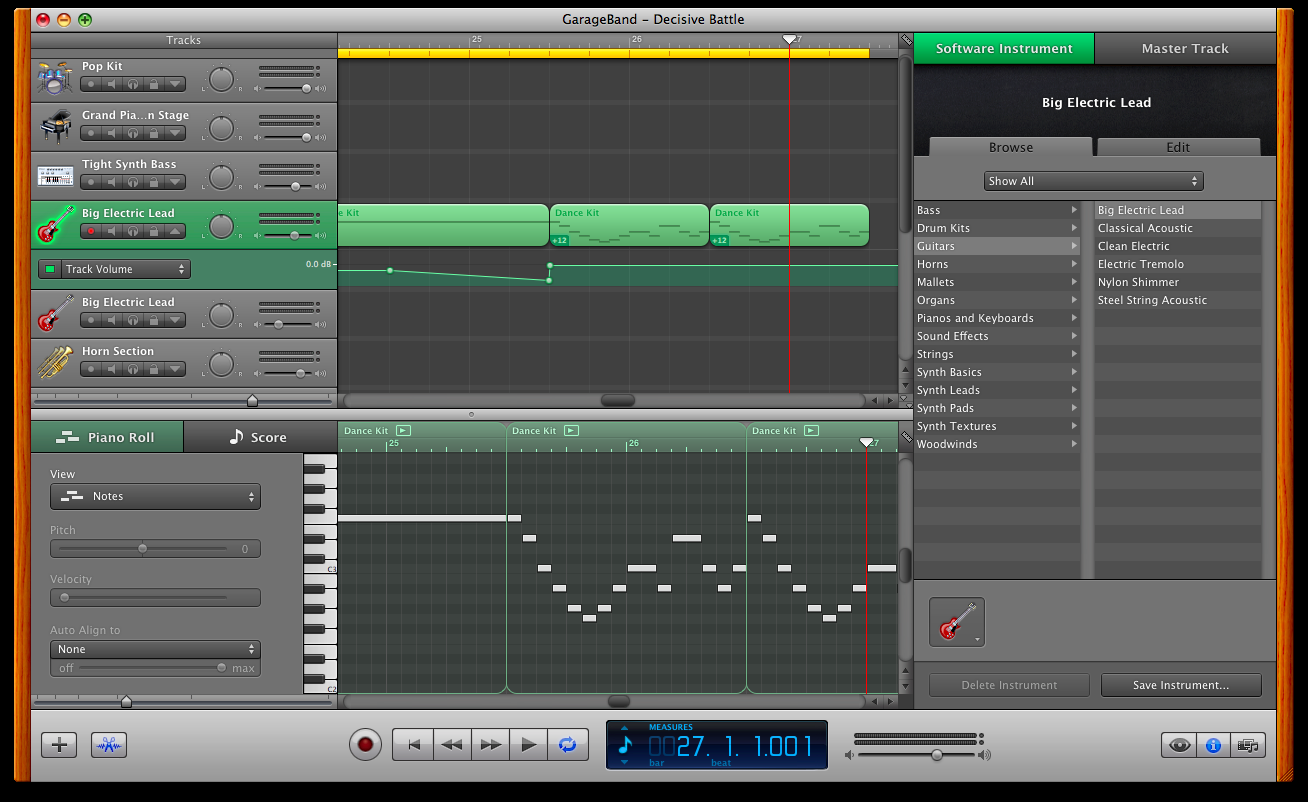 GarageBand – Decisive Battle
Tracks
25
26
27
Pop Kit
L R
Grand Pia...n Stage
L R
Tight Synth Bass
L R
Big Electric Lead
L R
e Kit
Dance Kit
+12
Dance Kit
+12
Track Volume
0.0 dB
Big Electric Lead
L R
Horn Section
L R
Software Instrument
Master Track
Big Electric Lead
Browse
Edit
Show All
Bass
Drum Kits
Guitars
Horns
Mallets
Organs
Pianos and Keyboards
Sound Effects
Strings
Synth Basics
Synth Leads
Synth Pads
Synth Textures
Woodwinds
Big Electric Lead
Classical Acoustic
Clean Electric
Electric Tremolo
Nylon Shimmer
Steel String Acoustic
Piano Roll
Score
Dance Kit
Dance Kit
Dance Kit
25
26
27
View
Notes
Pitch
0
Velocity
Auto Align to
None
off max
C3
C2
Delete Instrument
Save Instrument...
MEASURES
0027. 1. 1.001
bar
beat